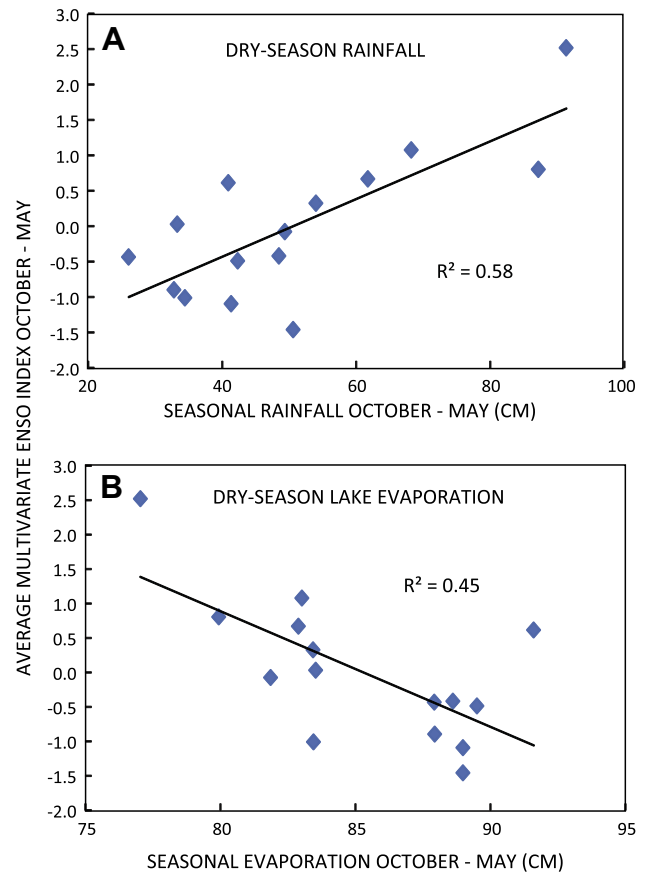 AVERAGE MULTIVARIATE ENSO INDEX OCTOBER - MAY
A
DRY-SEASON RAINFALL
3.0
2.5
2.0
1.5
1.0
0.5
0.0
-0.5
-1.0
-1.5
-2.0
R² = 0.58
20 40 60 80 100
SEASONAL RAINFALL OCTOBER - MAY (CM)
B
DRY-SEASON LAKE EVAPORATION
3.0
2.5
2.0
1.5
1.0
0.5
0.0
-0.5
-1.0
-1.5
-2.0
R² = 0.45
75 80 85 90 95
SEASONAL EVAPORATION OCTOBER - MAY (CM)